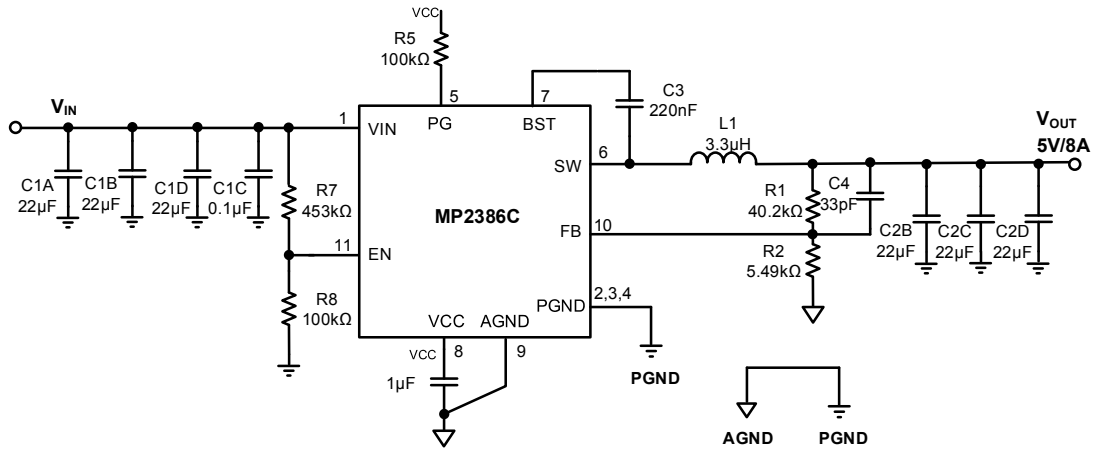 VCC
R5
100kΩ
5
7
C3
220nF
VIN
1
VIN
PG
BST
L1
3.3µH
VOUT
5V/8A
6
SW
C1A
22µF
C1B
22µF
C1D
22µF
C1C
0.1µF
R7
453kΩ
MP2386C
R1
40.2kΩ
C4
33pF
FB
10
11
EN
R2
5.49kΩ
C2B
22µF
C2C
22µF
C2D
22µF
R8
100kΩ
PGND
2,3,4
VCC
AGND
VCC
8
9
1µF
PGND
AGND
PGND